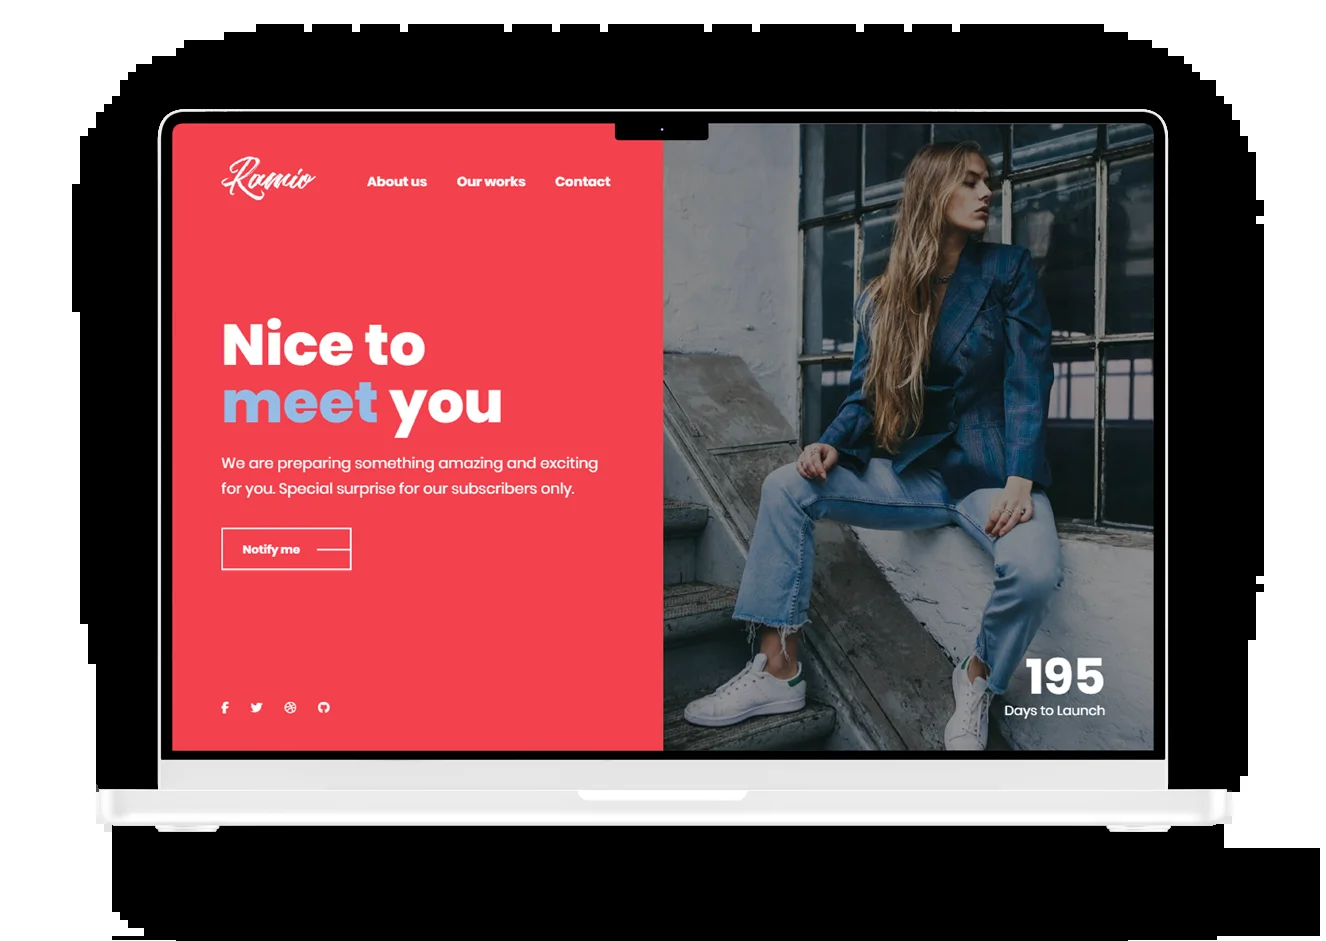 Ramio
About us
Our works
Contact
Nice to
meet you
We are preparing something amazing and exciting
for you. Special surprise for our subscribers only.
Notify me
195
Days to Launch